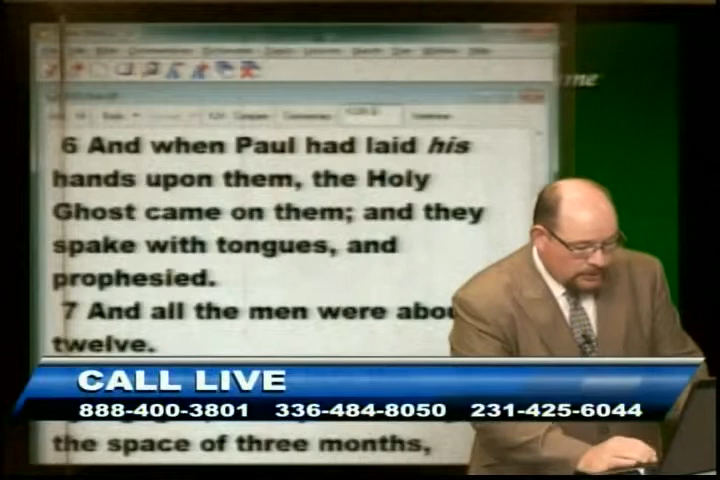 6 And when Paul had laid his
hands upon them, the Holy
Ghost came on them; and they
spake with tongues, and
prophesied.
7 And all the men were
twelve.
CALL LIVE
888-400-3801 336-484-8050 231-425-6044
the space of three months,